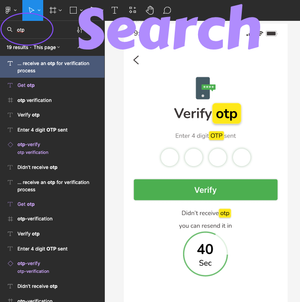 Search
otp
19 results · This page
... receive an otp for verification
process
Get otp
otp verification
Verify otp
Enter 4 digit OTP sent
otp-verify
otp verification
Didn't receive otp
... receive an otp for verification
process
Get otp
otp-verification
Verify otp
Enter 4 digit OTP sent
otp-verify
otp-verification
Didn't receive otp
Verify otp
Enter 4 digit OTP sent
Verify
Didn't receive otp
you can resend it in
40
Sec